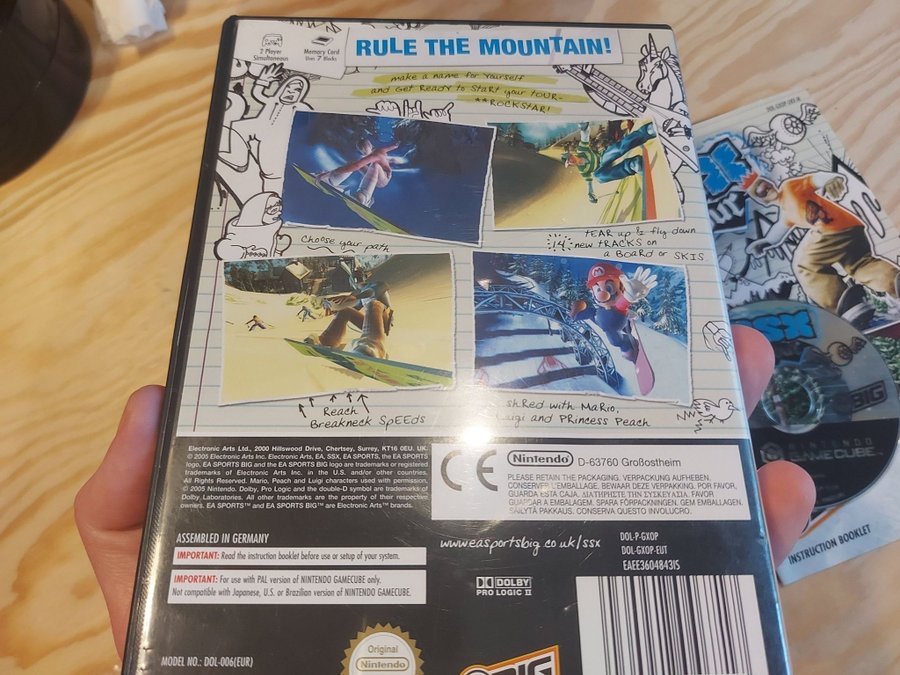 2 Player
Simultaneous
Memory Card
Uses 7 Blocks
RULE THE MOUNTAIN!
make a name for yourself
and get ready to start your tour-
**ROCKSTAR!
Choose your path
tear up & fly down
14 new tracks on
a board or skis
Reach
Breakneck Speeds
shred with Mario,
Luigi and Princess Peach
Electronic Arts Ltd., 2000 Hillswood Drive, Chertsey, Surrey, KT16 0EU. UK.
© 2005 Electronic Arts Inc. Electronic Arts, EA, SSX, EA SPORTS, the EA SPORTS
logo, EA SPORTS BIG and the EA SPORTS BIG logo are trademarks or registered
trademarks of Electronic Arts Inc. in the U.S. and/or other countries.
All Rights Reserved. Mario, Peach and Luigi characters used with permission.
© 2005 Nintendo. Dolby, Pro Logic and the double-D symbol are trademarks of
Dolby Laboratories. All other trademarks are the property of their respective
owners. EA SPORTS™ and EA SPORTS BIG™ are Electronic Arts™ brands.
CE
Nintendo
D-63760 Großostheim
PLEASE RETAIN THE PACKAGING. VERPACKUNG AUFHEBEN.
CONSERVER L'EMBALLAGE. BEWAAR DEZE VERPAKKING. POR FAVOR,
GUARDA ESTA CAJA. ΔΙΑΤΗΡΗΣΤΕ ΤΗΝ ΣΥΣΚΕΥΑΣΙΑ. FAVOR
GUARDAR A EMBALAGEM. SPARA FÖRPACKNINGEN. GEM EMBALLAGEN.
SÄILYTÄ PAKKAUS. CONSERVA QUESTO INVOLUCRO.
ASSEMBLED IN GERMANY
IMPORTANT: Read the instruction booklet before use or setup of your system.
IMPORTANT: For use with PAL version of NINTENDO GAMECUBE only.
Not compatible with Japanese, U.S. or Brazilian version of NINTENDO GAMECUBE.
www.easportsbig.co.uk/ssx
DOL-P-GXOP
DOL-GXOP-EUT
EAEE3604843IS
DOLBY
PRO LOGIC II
MODEL NO.: DOL-006(EUR)
Original
Nintendo
BIG
SSX
BIG
NINTENDO
GAMECUBE
INSTRUCTION BOOKLET